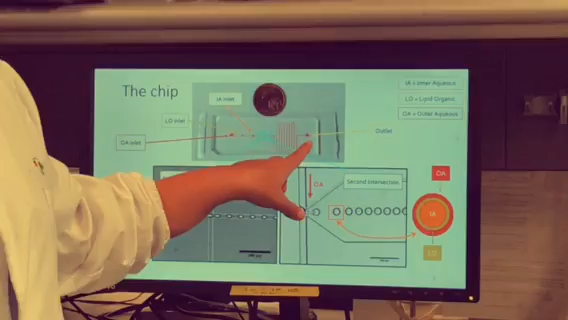 The chip
IA inlet
LO inlet
OA inlet
Outlet
IA = Inner Aqueous
LO = Lipid Organic
OA = Outer Aqueous
OA
Second intersection
OA
IA
LO